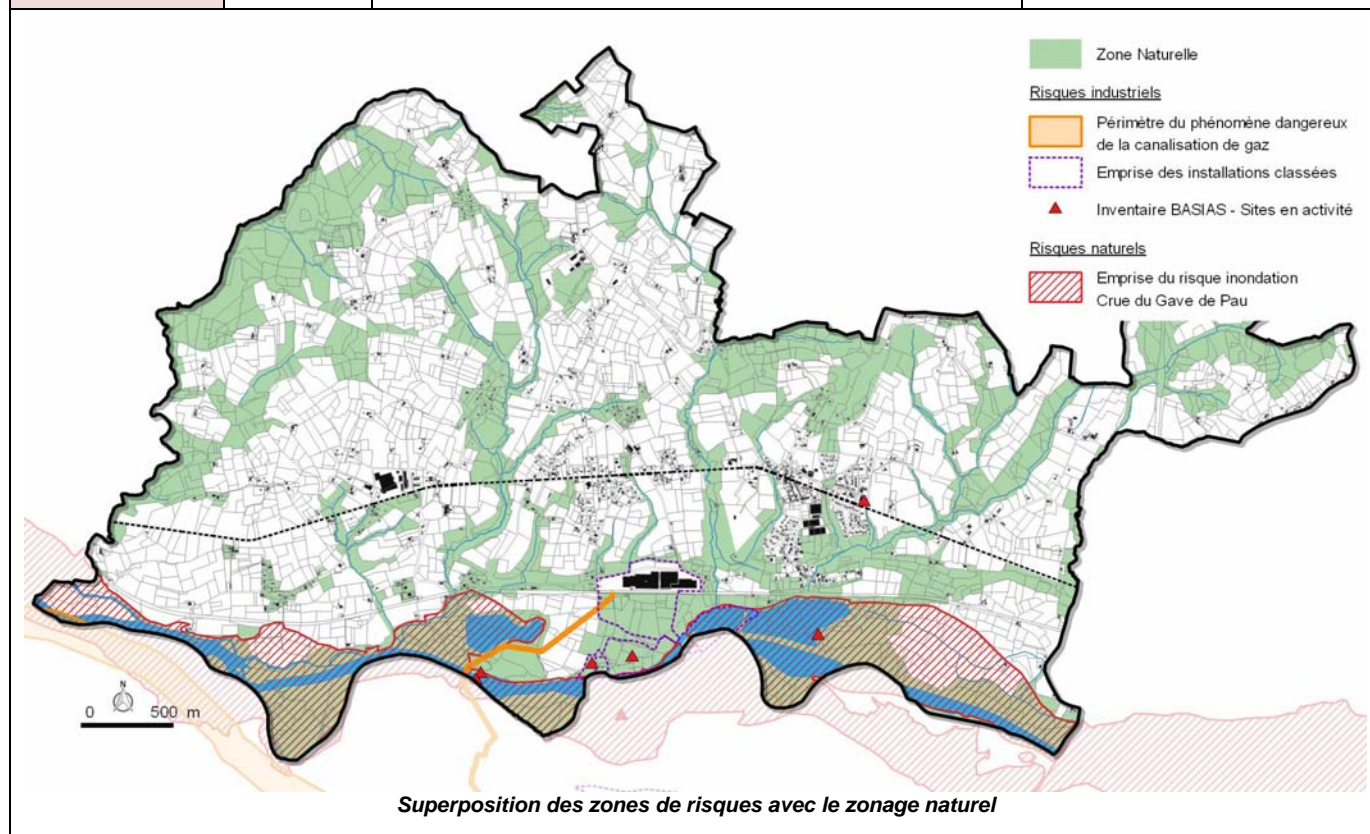 Zone Naturelle
Risques industriels
Périmètre du phénomène dangereux
de la canalisation de gaz
Emprise des installations classées
Inventaire BASIAS - Sites en activité
Risques naturels
Emprise du risque inondation
Crue du Gave de Pau
N
0 500 m
Superposition des zones de risques avec le zonage naturel